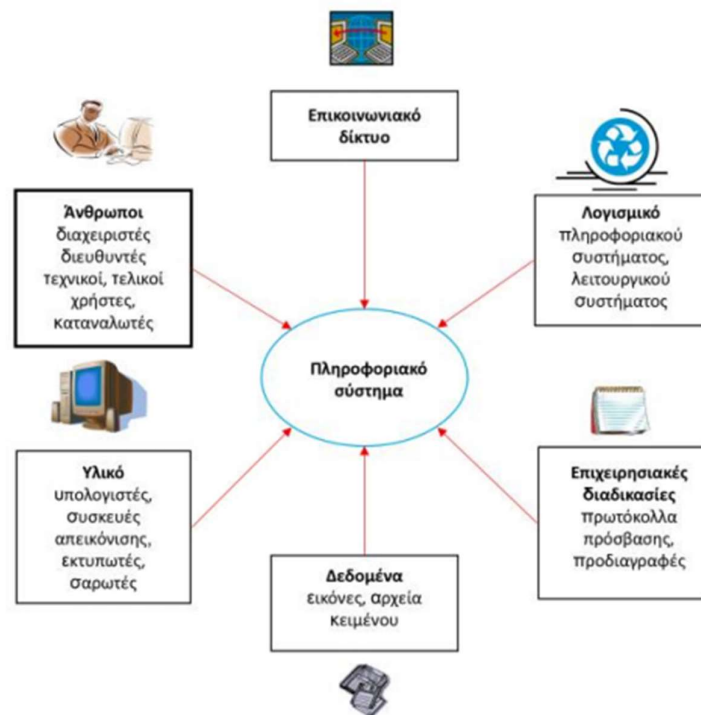 Επικοινωνιακό
δίκτυο
Άνθρωποι
διαχειριστές
διευθυντές
τεχνικοί, τελικοί
χρήστες,
καταναλωτές
Λογισμικό
πληροφοριακού
συστήματος,
λειτουργικού
συστήματος
Πληροφοριακό
σύστημα
Υλικό
υπολογιστές,
συσκευές
απεικόνισης,
εκτυπωτές,
σαρωτές
Δεδομένα
εικόνες, αρχεία
κειμένου
Επιχειρησιακές
διαδικασίες
πρωτόκολλα
πρόσβασης,
προδιαγραφές